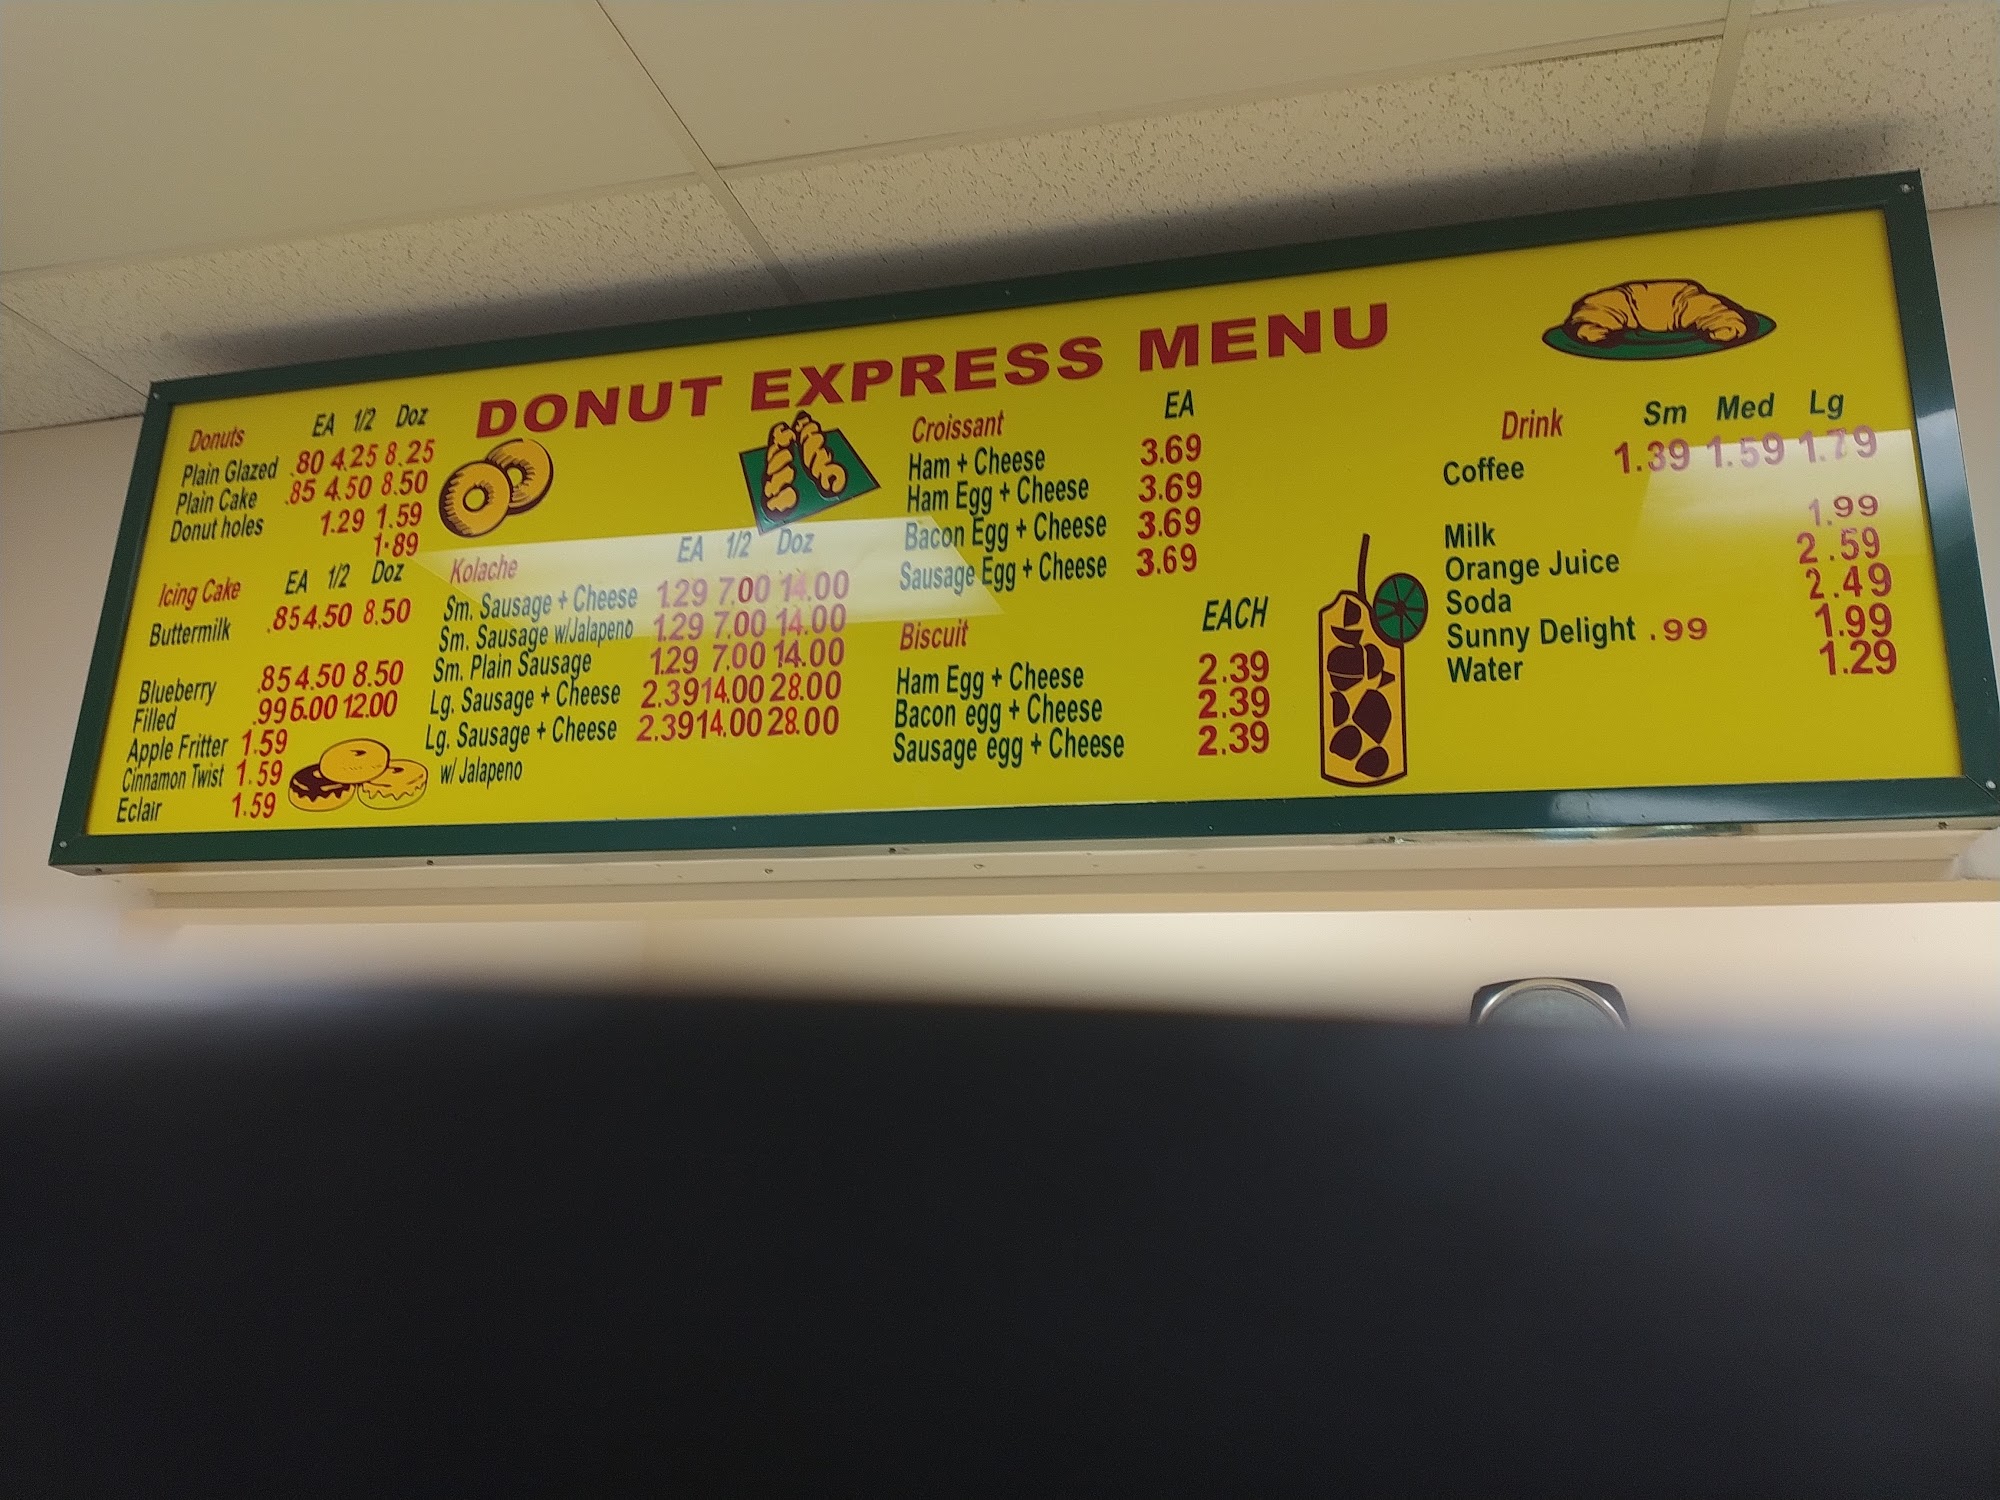 DONUT EXPRESS MENU
Donuts EA 1/2 Doz
Plain Glazed .80 4.25 8.25
Plain Cake .85 4.50 8.50
Donut holes 1.29 1.59
1.89
Icing Cake EA 1/2 Doz
Buttermilk .85 4.50 8.50
Blueberry .85 4.50 8.50
Filled .99 6.00 12.00
Apple Fritter 1.59
Cinnamon Twist 1.59
Eclair 1.59
Kolache EA 1/2 Doz
Sm. Sausage + Cheese 1.29 7.00 14.00
Sm. Sausage w/Jalapeno 1.29 7.00 14.00
Sm. Plain Sausage 1.29 7.00 14.00
Lg. Sausage + Cheese 2.39 14.00 28.00
Lg. Sausage + Cheese 2.39 14.00 28.00
w/ Jalapeno
Croissant EA
Ham + Cheese 3.69
Ham Egg + Cheese 3.69
Bacon Egg + Cheese 3.69
Sausage Egg + Cheese 3.69
Biscuit EACH
Ham Egg + Cheese 2.39
Bacon egg + Cheese 2.39
Sausage egg + Cheese 2.39
Drink Sm Med Lg
Coffee 1.39 1.59 1.79
Milk 1.99
Orange Juice 2.59
Soda 2.49
Sunny Delight .99 1.99
Water 1.29